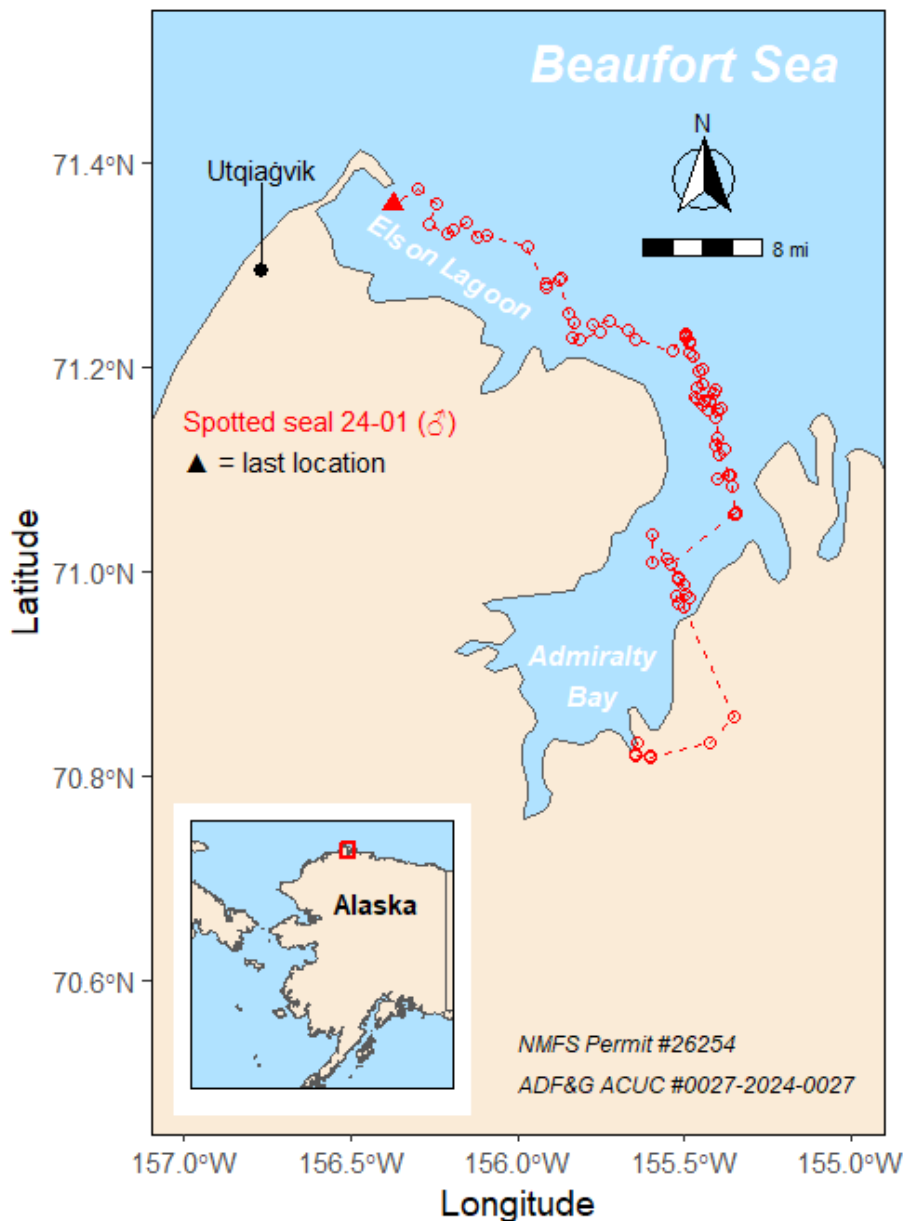 Beaufort Sea
N
71.4°N
Utqiaġvik
8 mi
Elson Lagoon
71.2°N
Spotted seal 24-01 (♂)
▲ = last location
71.0°N
Latitude
Admiralty
Bay
70.8°N
Alaska
70.6°N
NMFS Permit #26254
ADF&G ACUC #0027-2024-0027
157.0°W
156.5°W
156.0°W
155.5°W
155.0°W
Longitude